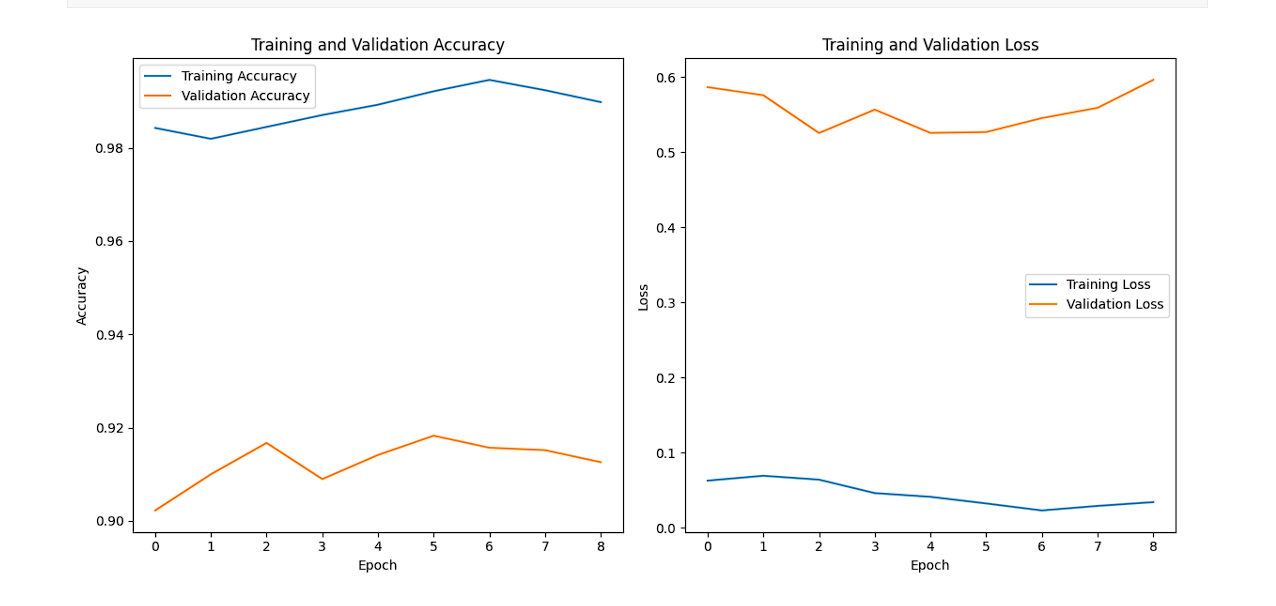 Training and Validation Accuracy
Training Accuracy
Validation Accuracy
0.98
0.96
0.94
0.92
0.90
Accuracy
0 1 2 3 4 5 6 7 8
Epoch
Training and Validation Loss
0.6
0.5
0.4
0.3
0.2
0.1
0.0
Loss
Training Loss
Validation Loss
0 1 2 3 4 5 6 7 8
Epoch